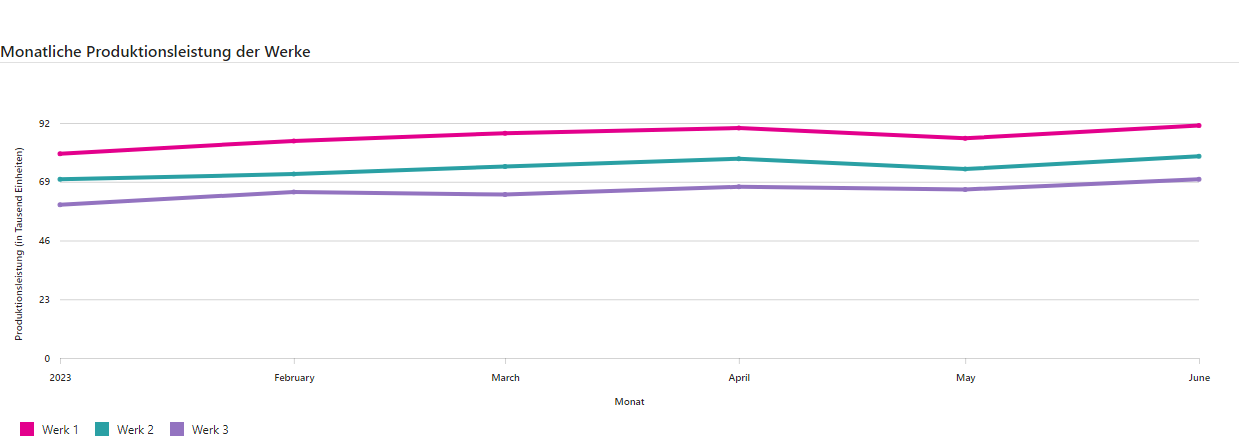 Monatliche Produktionsleistung der Werke
92
69
46
23
0
Produktionsleistung (in Tausend Einheiten)
2023 February March April May June
Monat
Werk 1 Werk 2 Werk 3